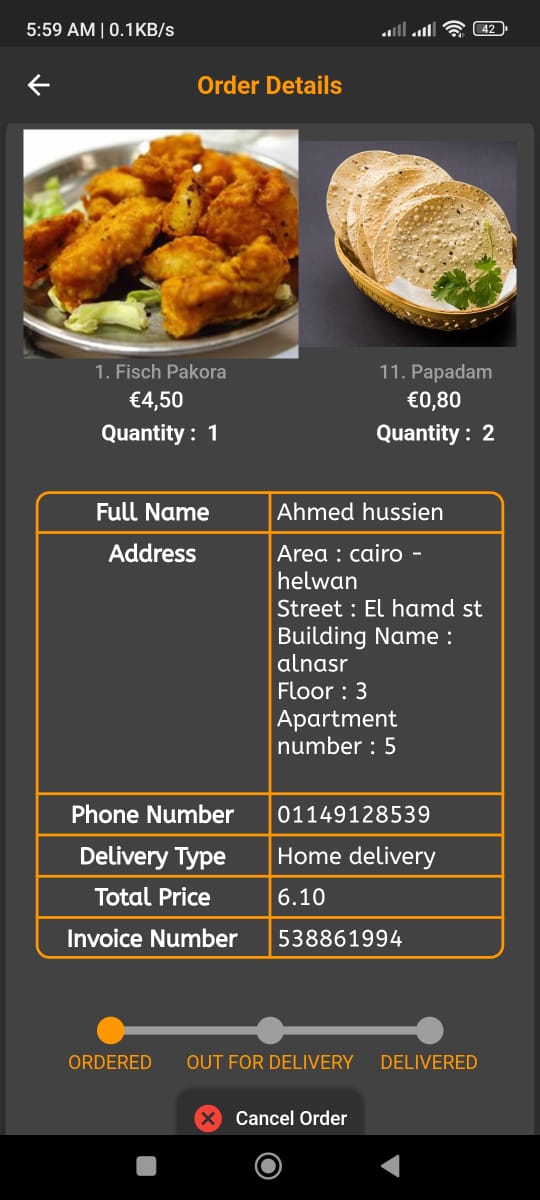 5:59 AM | 0.1KB/s
42
Order Details
1. Fisch Pakora
€4,50
Quantity : 1
11. Papadam
€0,80
Quantity : 2
Full Name
Ahmed hussien
Address
Area : cairo -
helwan
Street : El hamd st
Building Name :
alnasr
Floor : 3
Apartment
number : 5
Phone Number
01149128539
Delivery Type
Home delivery
Total Price
6.10
Invoice Number
538861994
ORDERED
OUT FOR DELIVERY
DELIVERED
Cancel Order